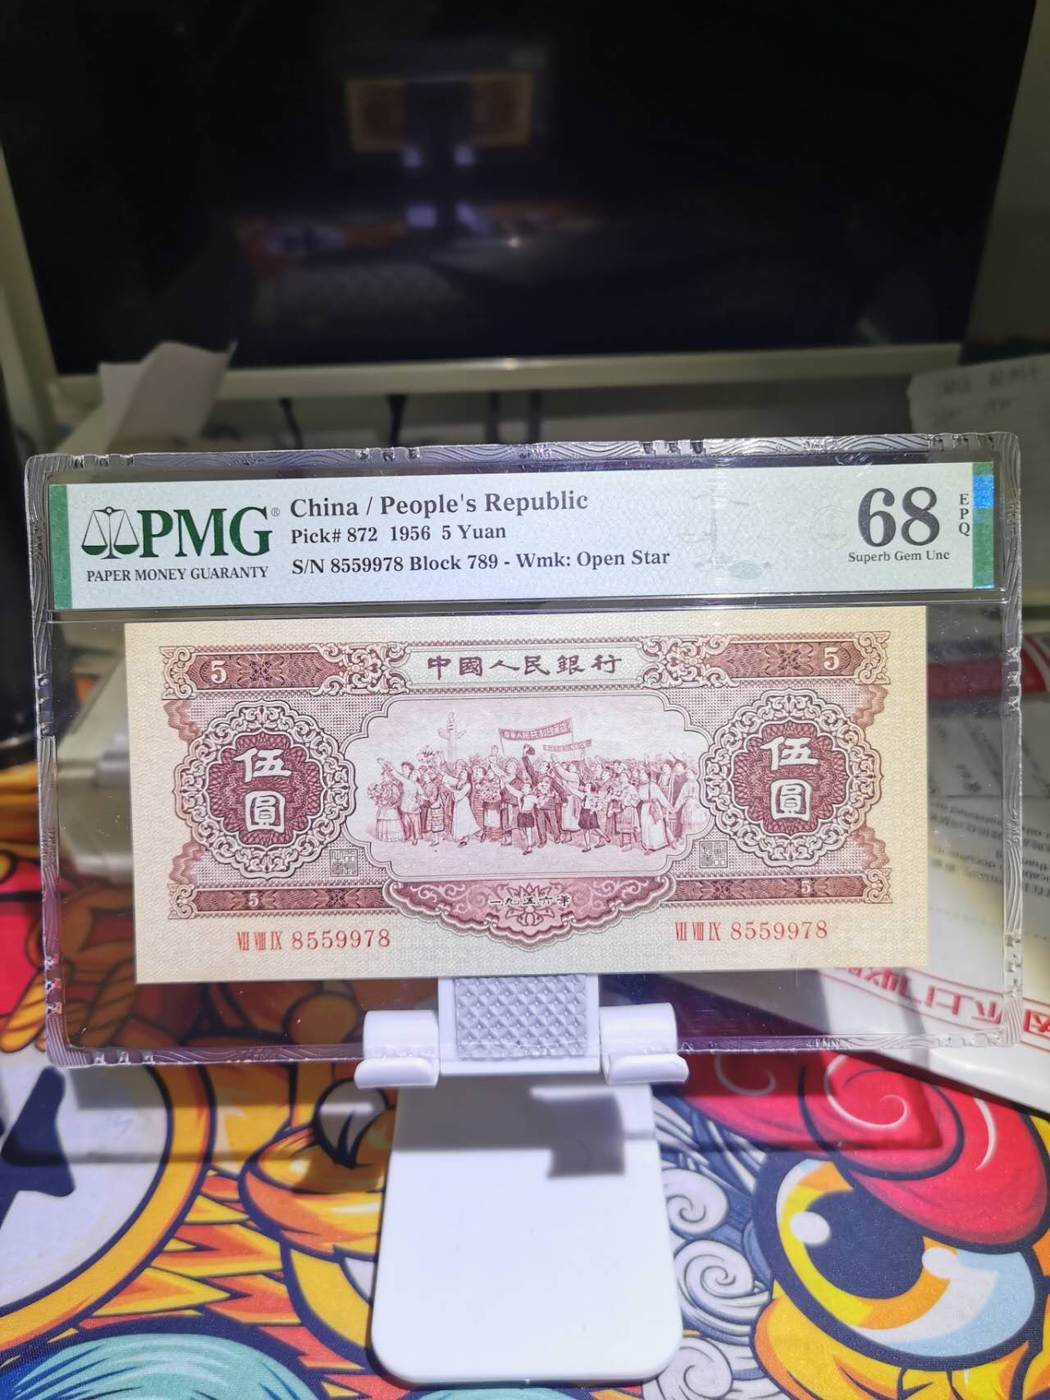 PMG®
PAPER MONEY GUARANTY
China / People's Republic
Pick# 872 1956 5 Yuan
S/N 8559978 Block 789 - Wmk: Open Star
68
EPQ
Superb Gem Unc
5 中國人民銀行 5
伍圓
伍圓
5 一九五六年 5
VII VIII IX 8559978
VII VIII IX 8559978